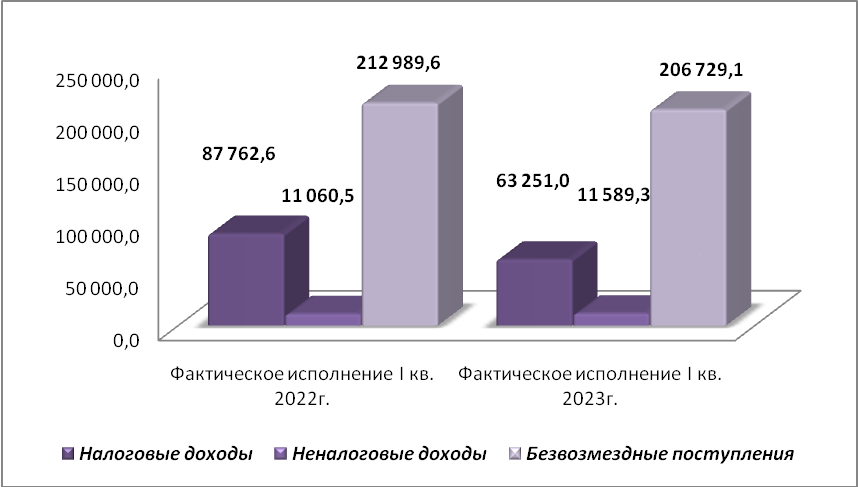 212 989,6
206 729,1
250 000,0
200 000,0
87 762,6
150 000,0
63 251,0
11 060,5
11 589,3
100 000,0
50 000,0
0,0
Фактическое исполнение I кв.
2022г.
Фактическое исполнение I кв.
2023г.
Налоговые доходы
Неналоговые доходы
Безвозмездные поступления